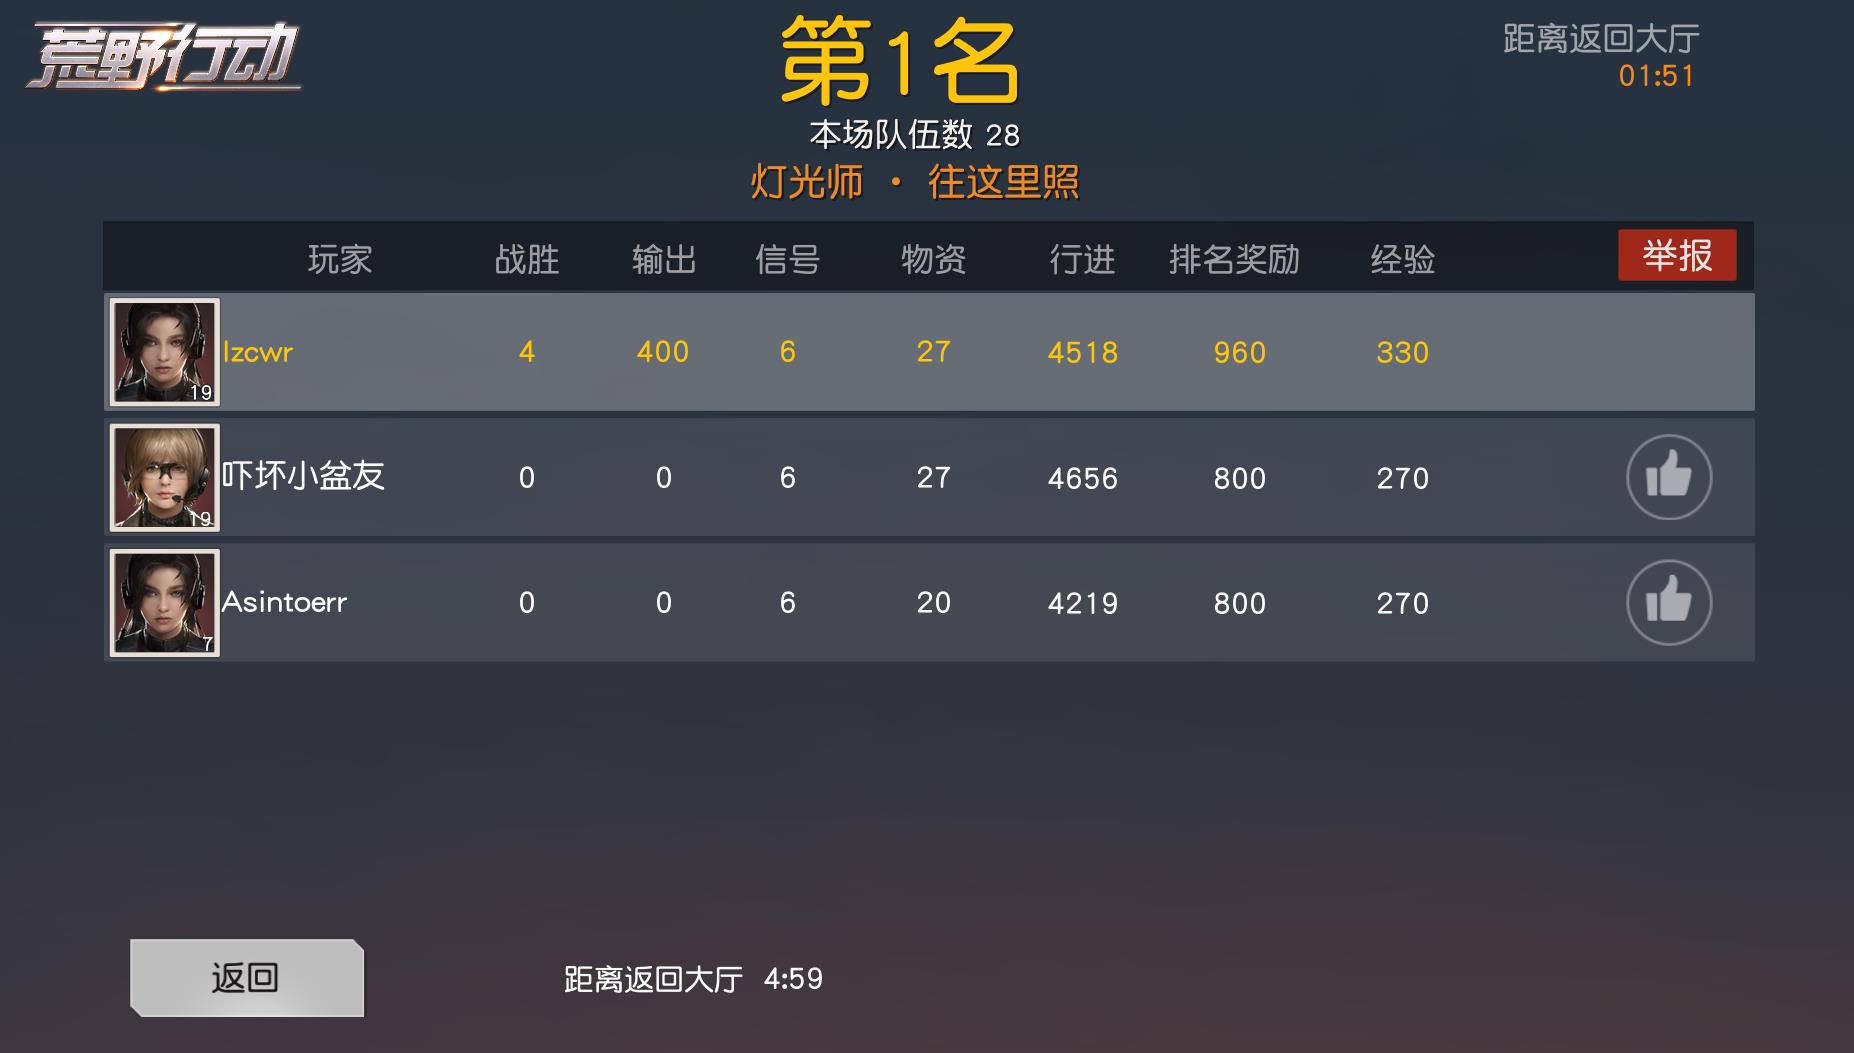 荒野行动
第1名
距离返回大厅
01:51
本场队伍数 28
灯光师 · 往这里照
玩家 战胜 输出 信号 物资 行进 排名奖励 经验 举报
19 lzcwr 4 400 6 27 4518 960 330
19 吓坏小盆友 0 0 6 27 4656 800 270
7 Asintoerr 0 0 6 20 4219 800 270
返回 距离返回大厅 4:59